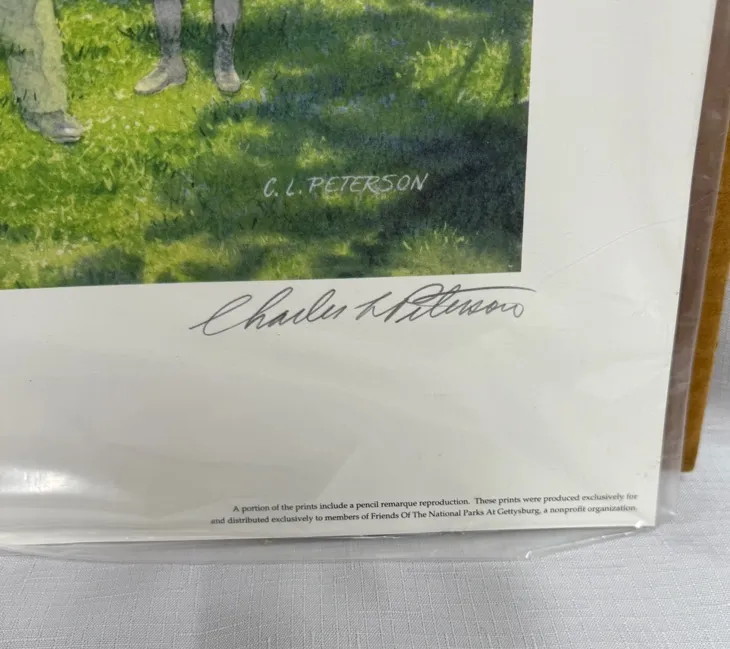 C. L. PETERSON
Charles L Peterson
A portion of the prints include a pencil remarque reproduction. These prints were produced exclusively for
and distributed exclusively to members of Friends Of The National Parks At Gettysburg, a nonprofit organization.